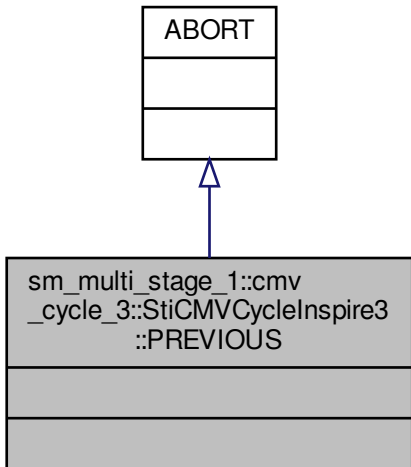 ABORT
sm_multi_stage_1::cmv
_cycle_3::StiCMVCycleInspire3
::PREVIOUS